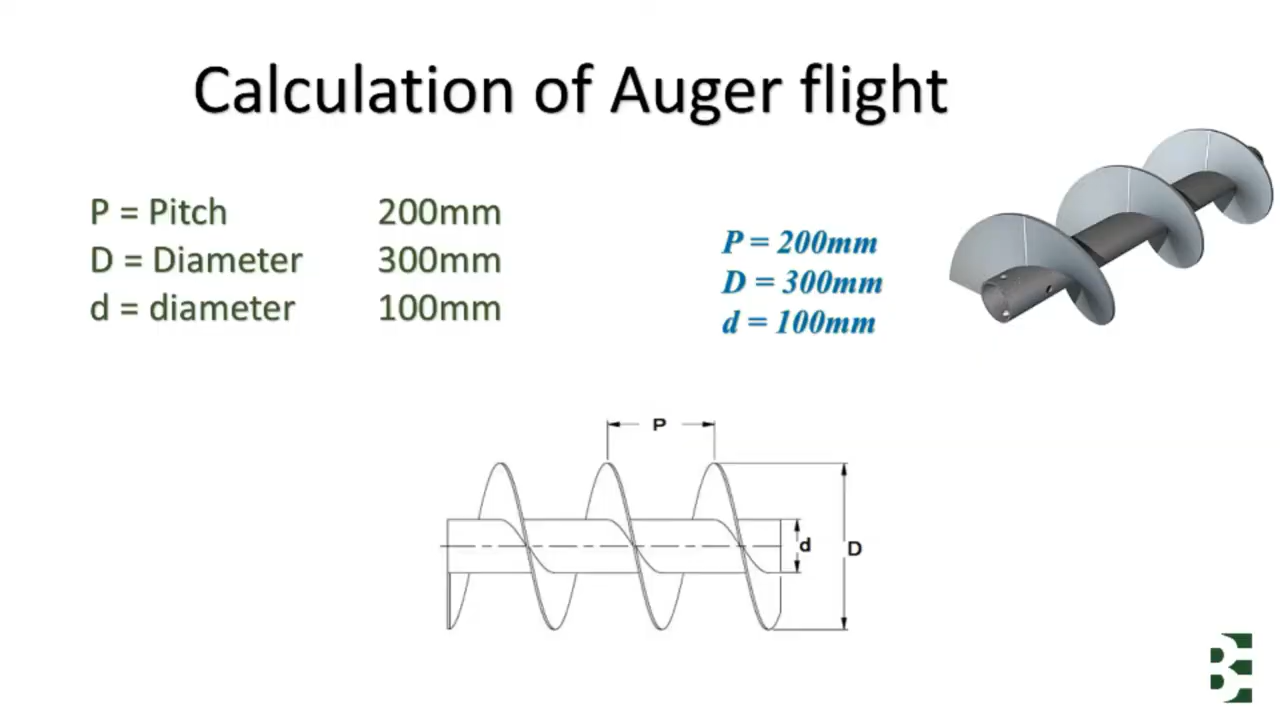 Calculation of Auger flight
P = Pitch 200mm
D = Diameter 300mm
d = diameter 100mm
P = 200mm
D = 300mm
d = 100mm
P
d
D